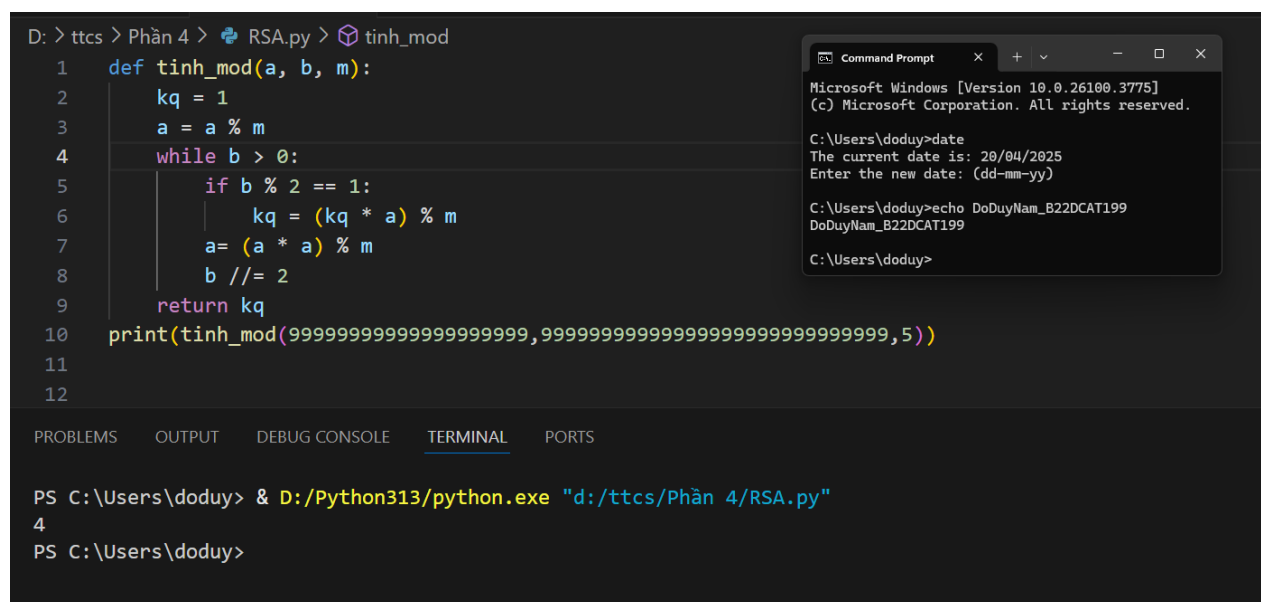 D: > ttcs > Phần 4 > RSA.py > tinh_mod
1 def tinh_mod(a, b, m):
2 kq = 1
3 a = a % m
4 while b > 0:
5 if b % 2 == 1:
6 kq = (kq * a) % m
7 a= (a * a) % m
8 b //= 2
9 return kq
10 print(tinh_mod(99999999999999999999,99999999999999999999999999999,5))
11
12
Command Prompt
Microsoft Windows [Version 10.0.26100.3775]
(c) Microsoft Corporation. All rights reserved.
C:\Users\doduy>date
The current date is: 20/04/2025
Enter the new date: (dd-mm-yy)
C:\Users\doduy>echo DoDuyNam_B22DCAT199
DoDuyNam_B22DCAT199
C:\Users\doduy>
PROBLEMS OUTPUT DEBUG CONSOLE TERMINAL PORTS
PS C:\Users\doduy> & D:/Python313/python.exe "d:/ttcs/Phần 4/RSA.py"
4
PS C:\Users\doduy>